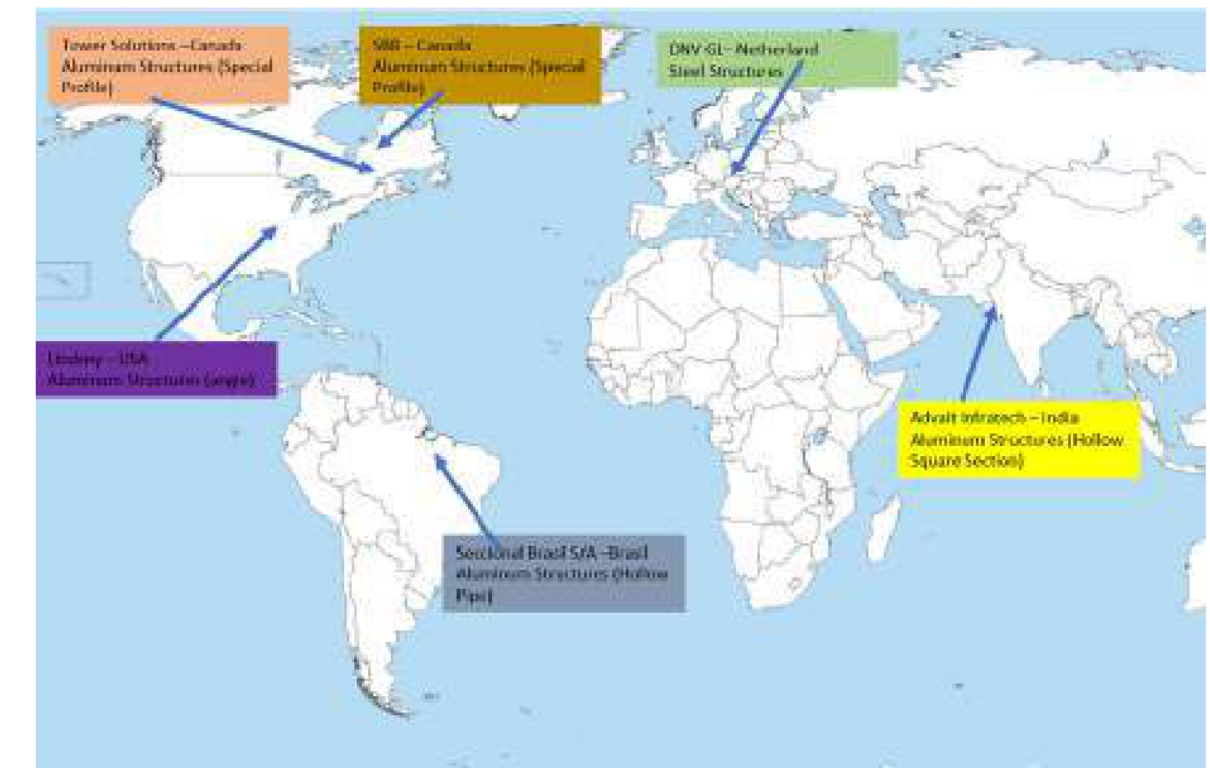 Tower Solutions –Canada
Aluminum Structures (Special
Profile)
SBB – Canada
Aluminum Structures (Special
Profile)
DNV GL– Netherland
Steel Structures
Lindsey – USA
Aluminum Structures (angle)
Advait Infratech – India
Aluminum Structures (Hollow
Square Section)
Seccional Brasil S/A –Brasil
Aluminum Structures (Hollow
Pipe)